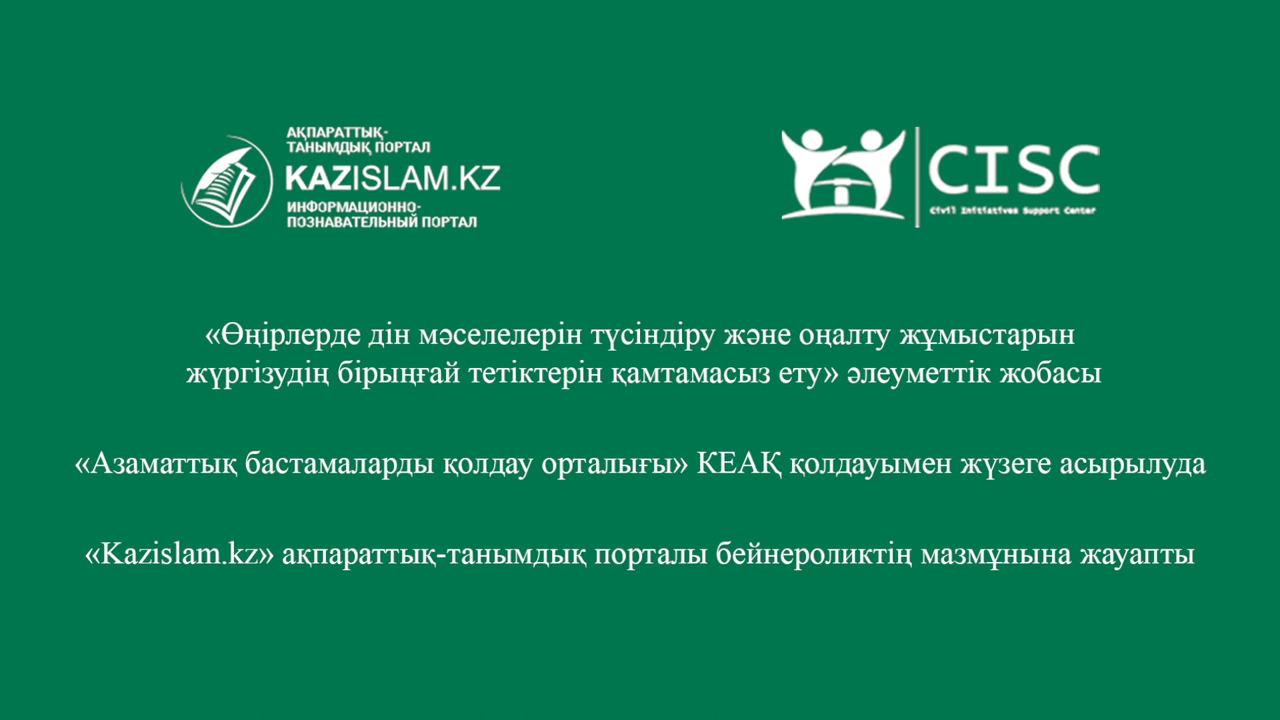 АҚПАРАТТЫҚ-
ТАНЫМДЫҚ ПОРТАЛ
KAZISLAM.KZ
ИНФОРМАЦИОННО-
ПОЗНАВАТЕЛЬНЫЙ ПОРТАЛ
CISC
Civil Initiatives Support Center
«Өңірлерде дін мәселелерін түсіндіру және оңалту жұмыстарын
жүргізудің бірыңғай тетіктерін қамтамасыз ету» әлеуметтік жобасы
«Азаматтық бастамаларды қолдау орталығы» КЕАҚ қолдауымен жүзеге асырылуда
«Kazislam.kz» ақпараттық-танымдық порталы бейнероликтің мазмұнына жауапты